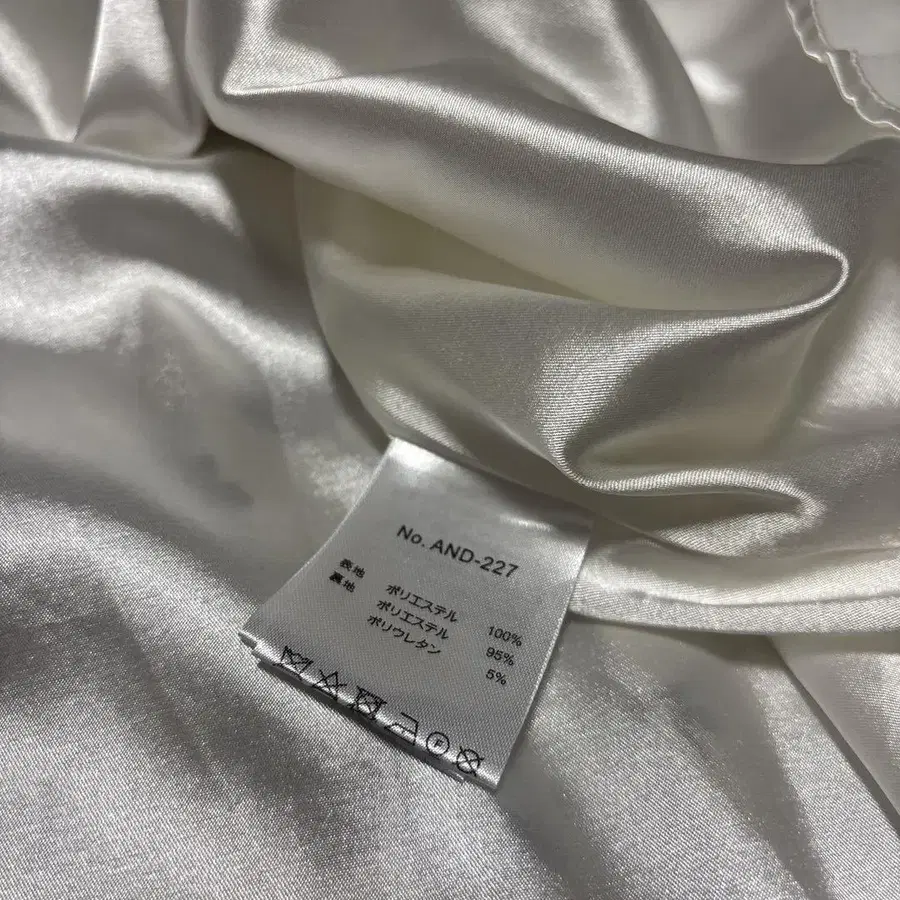 No. AND-227
表地 ポリエステル 100%
裏地 ポリエステル 95%
ポリウレタン 5%
F